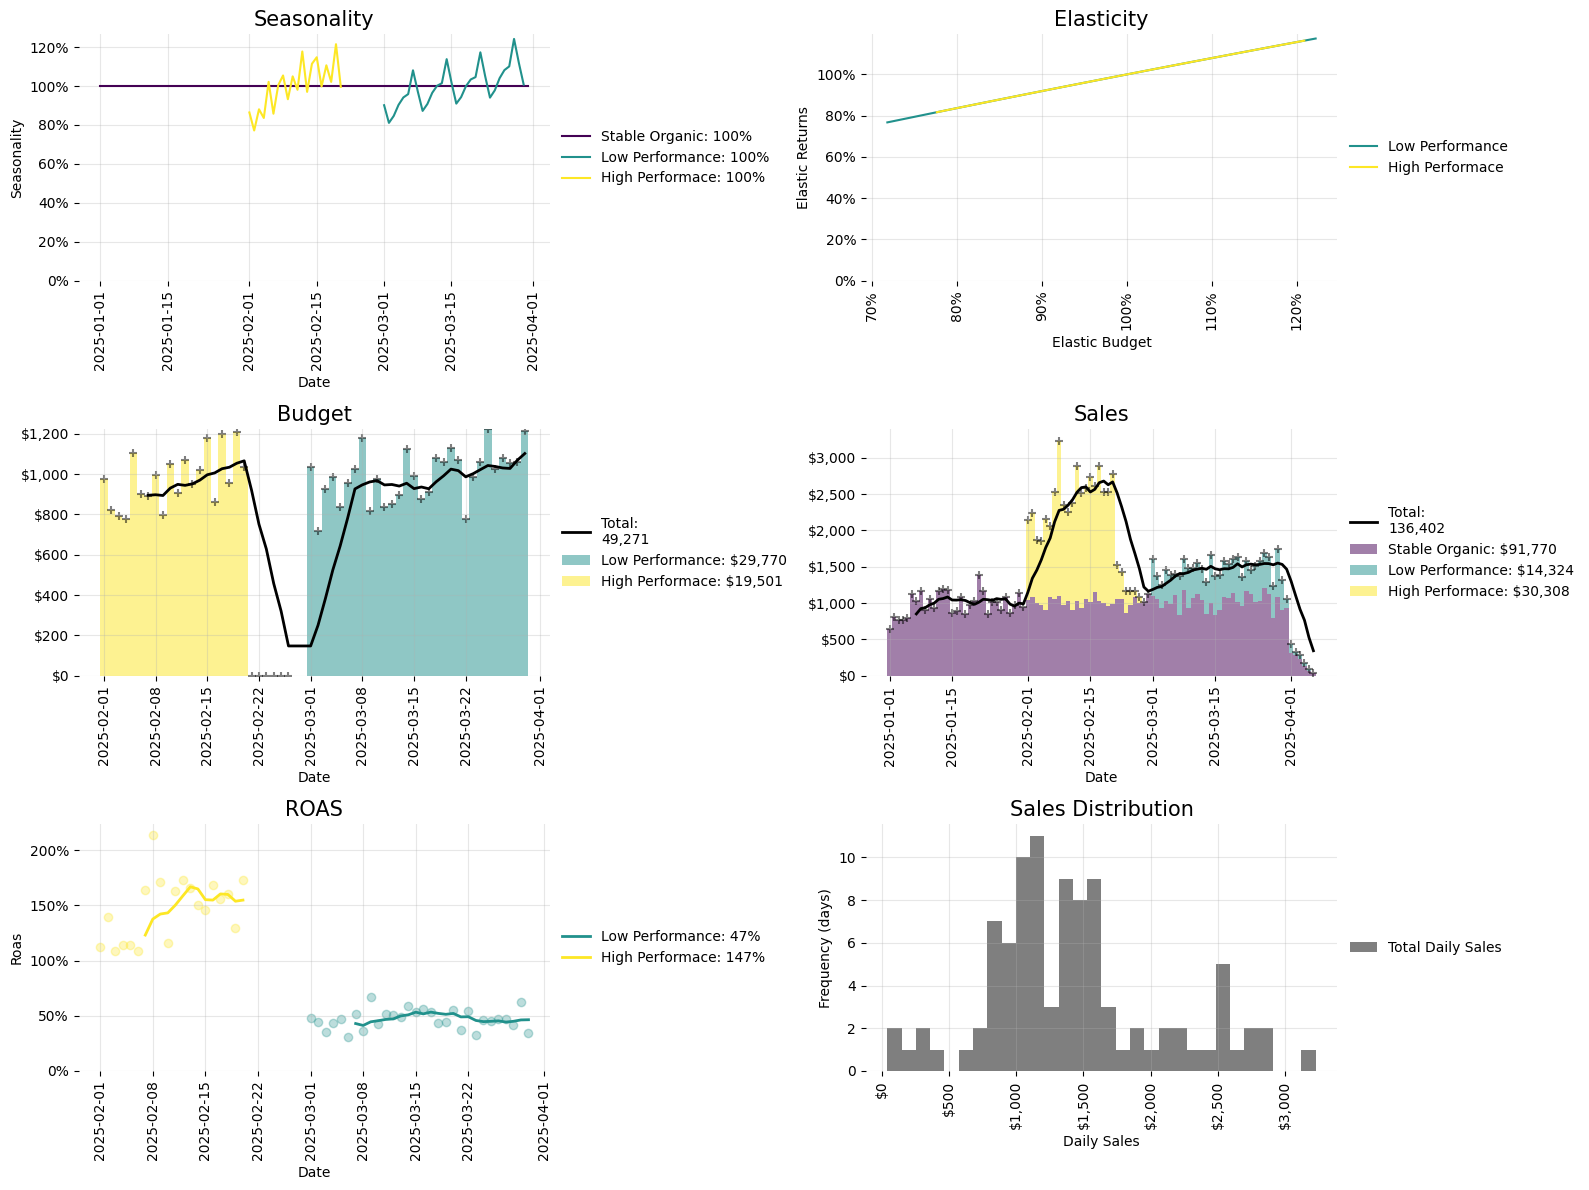 Seasonality
120%
100%
80%
60%
40%
20%
0%
Seasonality
2025-01-01
2025-01-15
2025-02-01
2025-02-15
2025-03-01
2025-03-15
2025-04-01
Date
Stable Organic: 100%
Low Performance: 100%
High Performace: 100%
Elasticity
100%
80%
60%
40%
20%
0%
Elastic Returns
70%
80%
90%
100%
110%
120%
Elastic Budget
Low Performance
High Performace
Budget
$1,200
$1,000
$800
$600
$400
$200
$0
2025-02-01
2025-02-08
2025-02-15
2025-02-22
2025-03-01
2025-03-08
2025-03-15
2025-03-22
2025-04-01
Date
Total:
49,271
Low Performance: $29,770
High Performace: $19,501
Sales
$3,000
$2,500
$2,000
$1,500
$1,000
$500
$0
2025-01-01
2025-01-15
2025-02-01
2025-02-15
2025-03-01
2025-03-15
2025-04-01
Date
Total:
136,402
Stable Organic: $91,770
Low Performance: $14,324
High Performace: $30,308
ROAS
200%
150%
100%
50%
0%
Roas
2025-02-01
2025-02-08
2025-02-15
2025-02-22
2025-03-01
2025-03-08
2025-03-15
2025-03-22
2025-04-01
Date
Low Performance: 47%
High Performace: 147%
Sales Distribution
10
8
6
4
2
0
Frequency (days)
$0
$500
$1,000
$1,500
$2,000
$2,500
$3,000
Daily Sales
Total Daily Sales